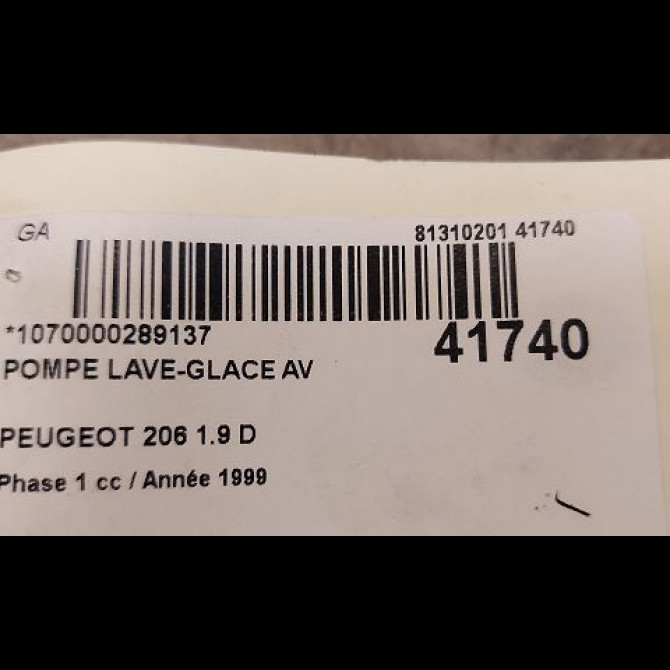 GA 81310201 41740
*1070000289137 41740
POMPE LAVE-GLACE AV
PEUGEOT 206 1.9 D
Phase 1 cc / Année 1999